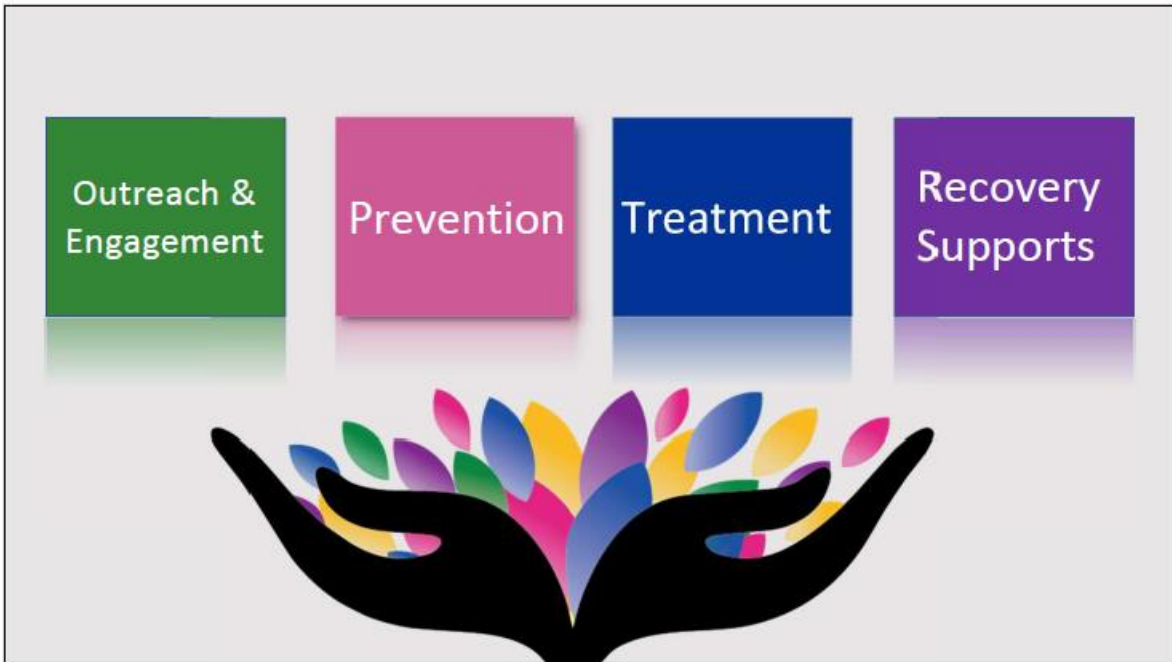 Outreach &
Engagement
Prevention
Treatment
Recovery
Supports